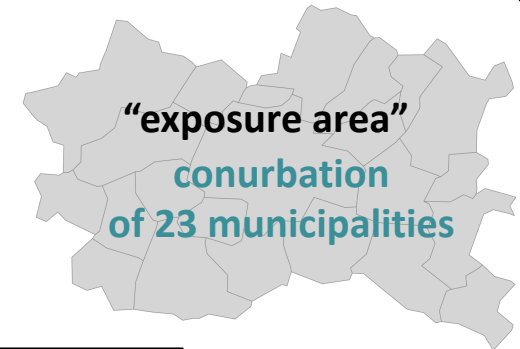 “exposure area”
conurbation
of 23 municipalities